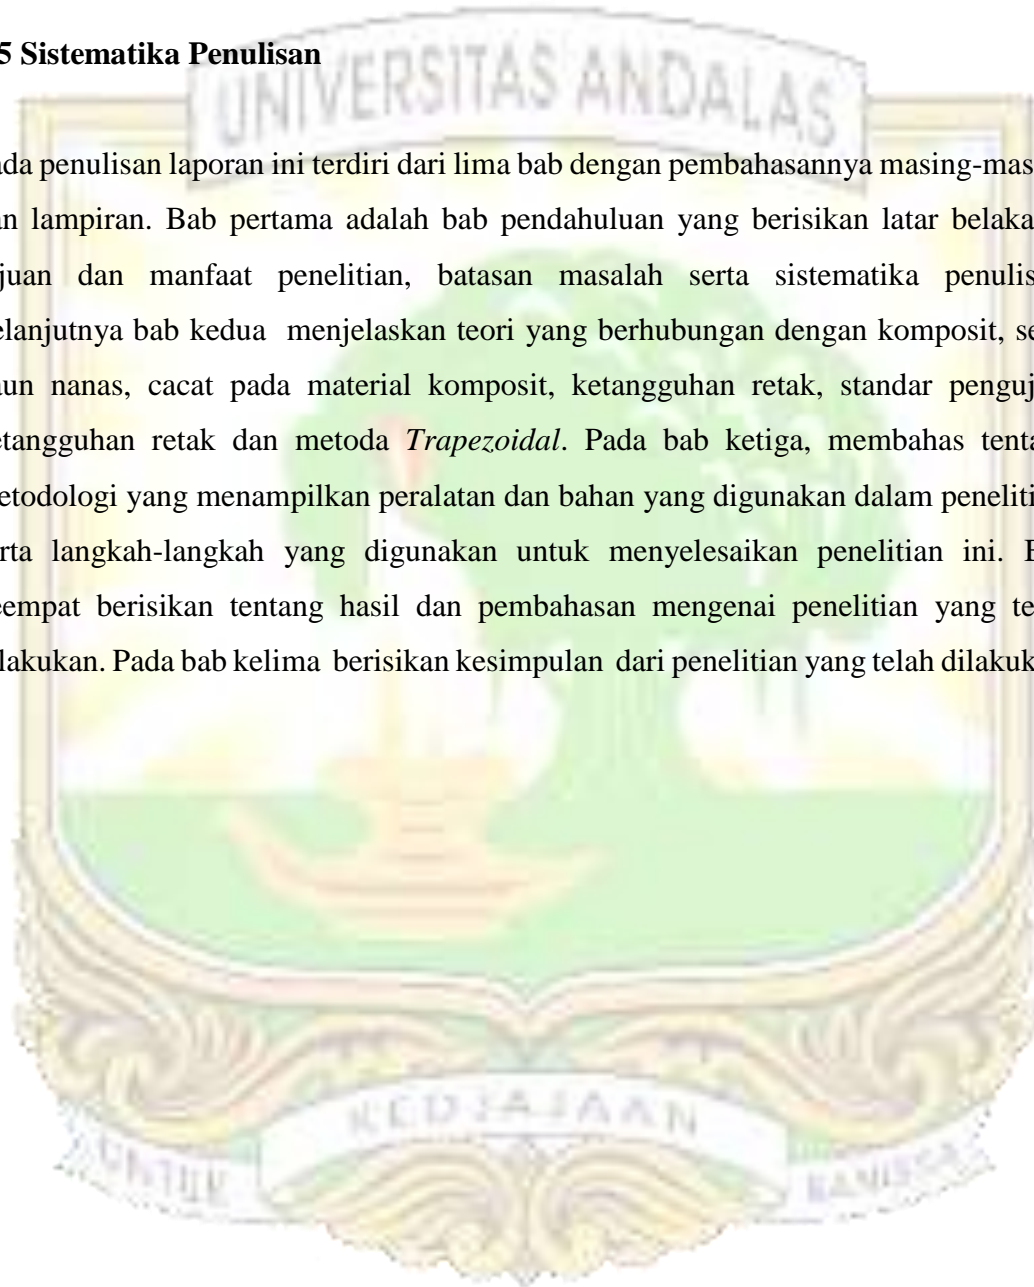 5 Sistematika Penulisan
UNIVERSITAS ANDALAS
ada penulisan laporan ini terdiri dari lima bab dengan pembahasannya masing-mas
an lampiran. Bab pertama adalah bab pendahuluan yang berisikan latar belaka
juan dan manfaat penelitian, batasan masalah serta sistematika penulis
elanjutnya bab kedua menjelaskan teori yang berhubungan dengan komposit, se
un nanas, cacat pada material komposit, ketangguhan retak, standar penguj
etangguhan retak dan metoda Trapezoidal. Pada bab ketiga, membahas tenta
etodologi yang menampilkan peralatan dan bahan yang digunakan dalam peneliti
rta langkah-langkah yang digunakan untuk menyelesaikan penelitian ini. B
eempat berisikan tentang hasil dan pembahasan mengenai penelitian yang te
lakukan. Pada bab kelima berisikan kesimpulan dari penelitian yang telah dilakuk
KEDJAJAAN
UNTUK
BANGSA